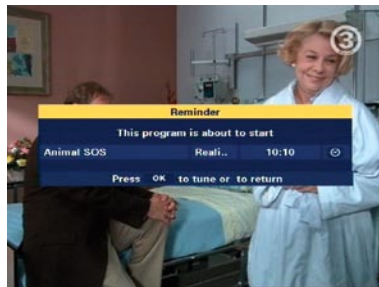 3
Reminder
This program is about to start
Animal SOS Reali.. 10:10
Press OK to tune or to return